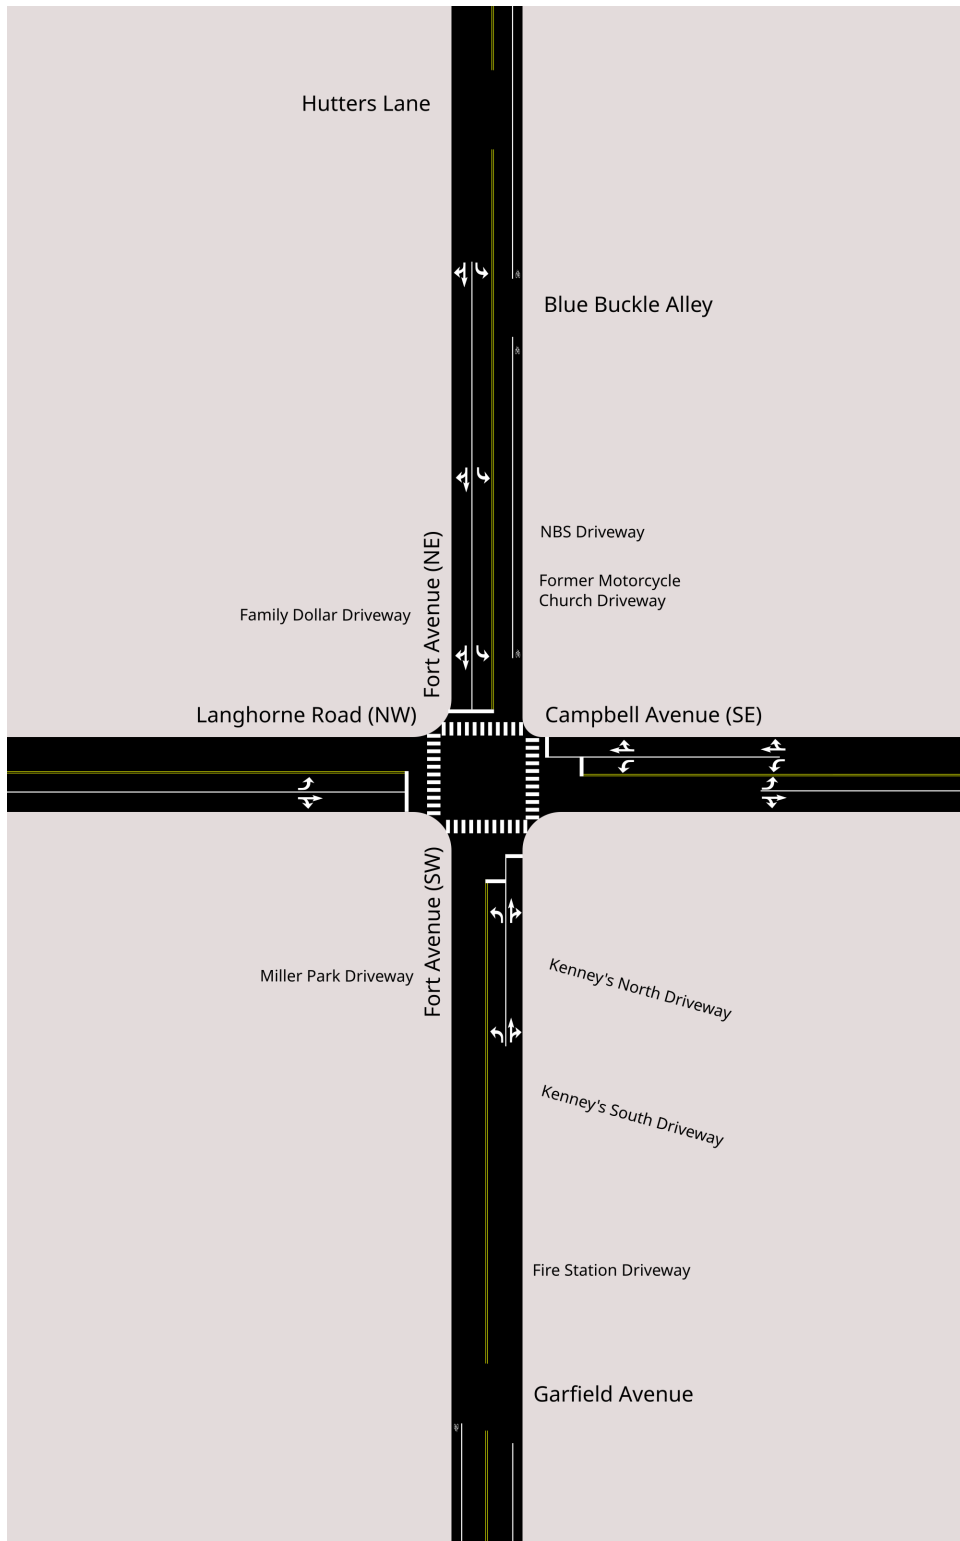 Hutters Lane
Blue Buckle Alley
NBS Driveway
Former Motorcycle
Church Driveway
Family Dollar Driveway
Fort Avenue (NE)
Langhorne Road (NW)
Campbell Avenue (SE)
Fort Avenue (SW)
Miller Park Driveway
Kenney's North Driveway
Kenney's South Driveway
Fire Station Driveway
Garfield Avenue